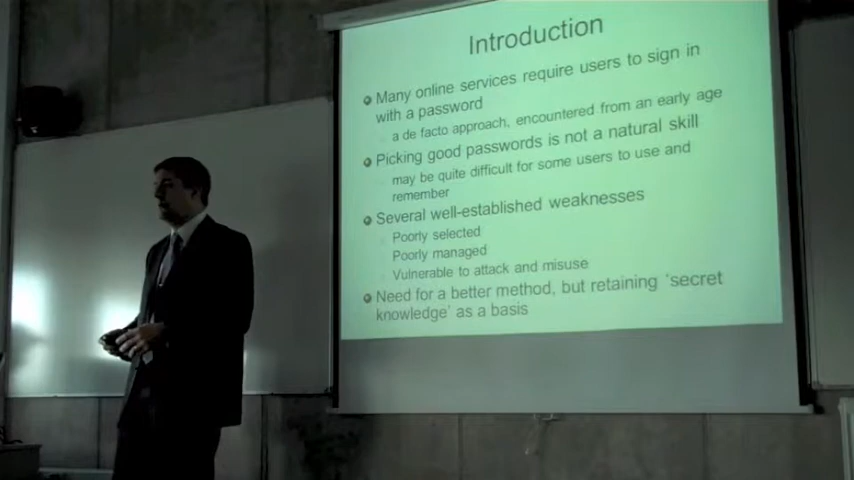 Introduction
Many online services require users to sign in
with a password
a de facto approach, encountered from an early age
Picking good passwords is not a natural skill
may be quite difficult for some users to use and
remember
Several well-established weaknesses
Poorly selected
Poorly managed
Vulnerable to attack and misuse
Need for a better method, but retaining ‘secret
knowledge’ as a basis